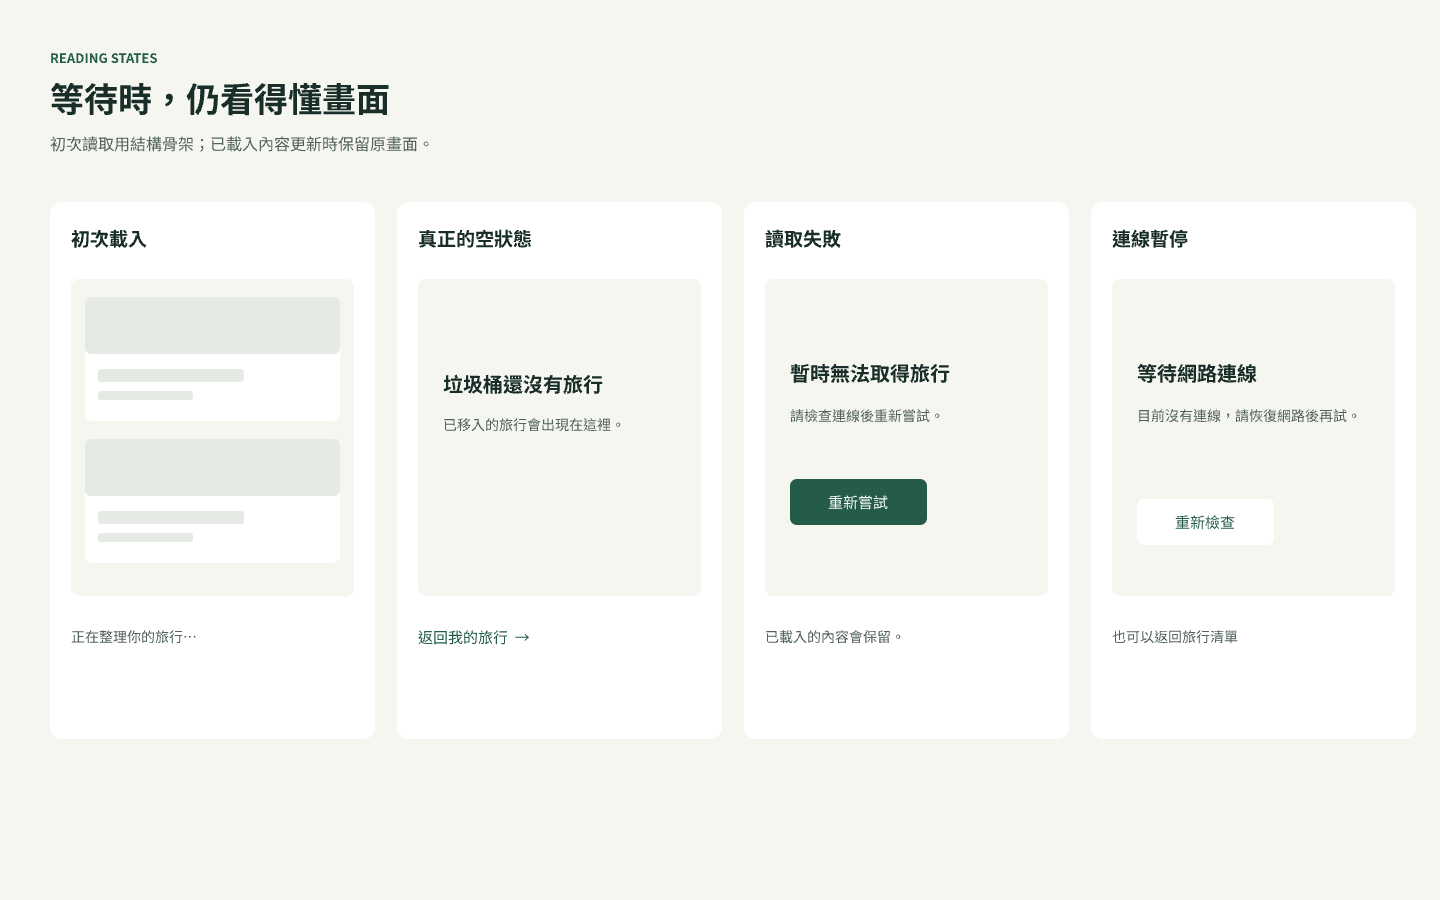 READING STATES
等待時，仍看得懂畫面
初次讀取用結構骨架；已載入內容更新時保留原畫面。
初次載入
正在整理你的旅行⋯
真正的空狀態
垃圾桶還沒有旅行
已移入的旅行會出現在這裡。
返回我的旅行 →
讀取失敗
暫時無法取得旅行
請檢查連線後重新嘗試。
重新嘗試
已載入的內容會保留。
連線暫停
等待網路連線
目前沒有連線，請恢復網路後再試。
重新檢查
也可以返回旅行清單